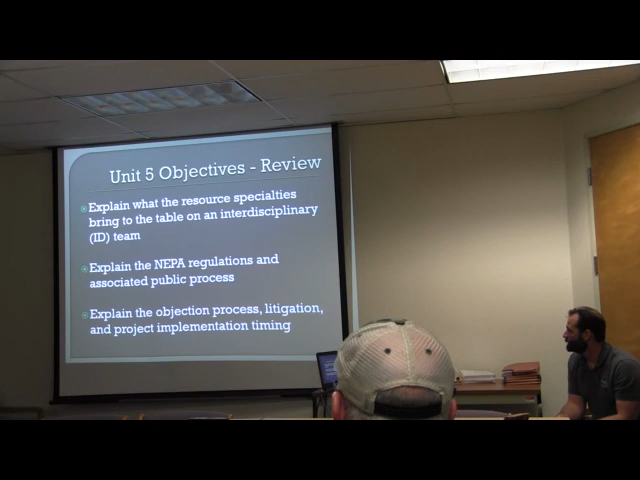 Unit 5 Objectives - Review
Explain what the resource specialties
bring to the table on an interdisciplinary
(ID) team
Explain the NEPA regulations and
associated public process
Explain the objection process, litigation,
and project implementation timing